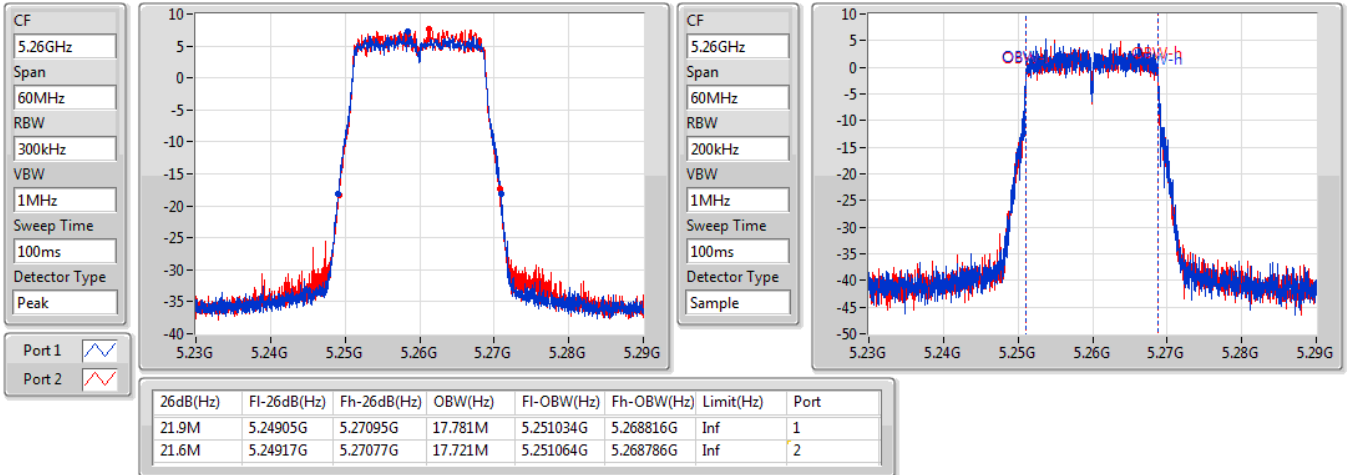 CF
5.26GHz
Span
60MHz
RBW
300kHz
VBW
1MHz
Sweep Time
100ms
Detector Type
Peak
10-
5-
0-
-5-
-10-
-15-
-20-
-25-
-30-
-35-
-40-
5.23G 5.24G 5.25G 5.26G 5.27G 5.28G 5.29G
CF
5.26GHz
Span
60MHz
RBW
200kHz
VBW
1MHz
Sweep Time
100ms
Detector Type
Sample
10-
5-
0-
-5-
-10-
-15-
-20-
-25-
-30-
-35-
-40-
-45-
-50-
OBW-h
5.23G 5.24G 5.25G 5.26G 5.27G 5.28G 5.29G
Port 1
Port 2
26dB(Hz) Fl-26dB(Hz) Fh-26dB(Hz) OBW(Hz) Fl-OBW(Hz) Fh-OBW(Hz) Limit(Hz) Port
21.9M 5.24905G 5.27095G 17.781M 5.251034G 5.268816G Inf 1
21.6M 5.24917G 5.27077G 17.721M 5.251064G 5.268786G Inf 2